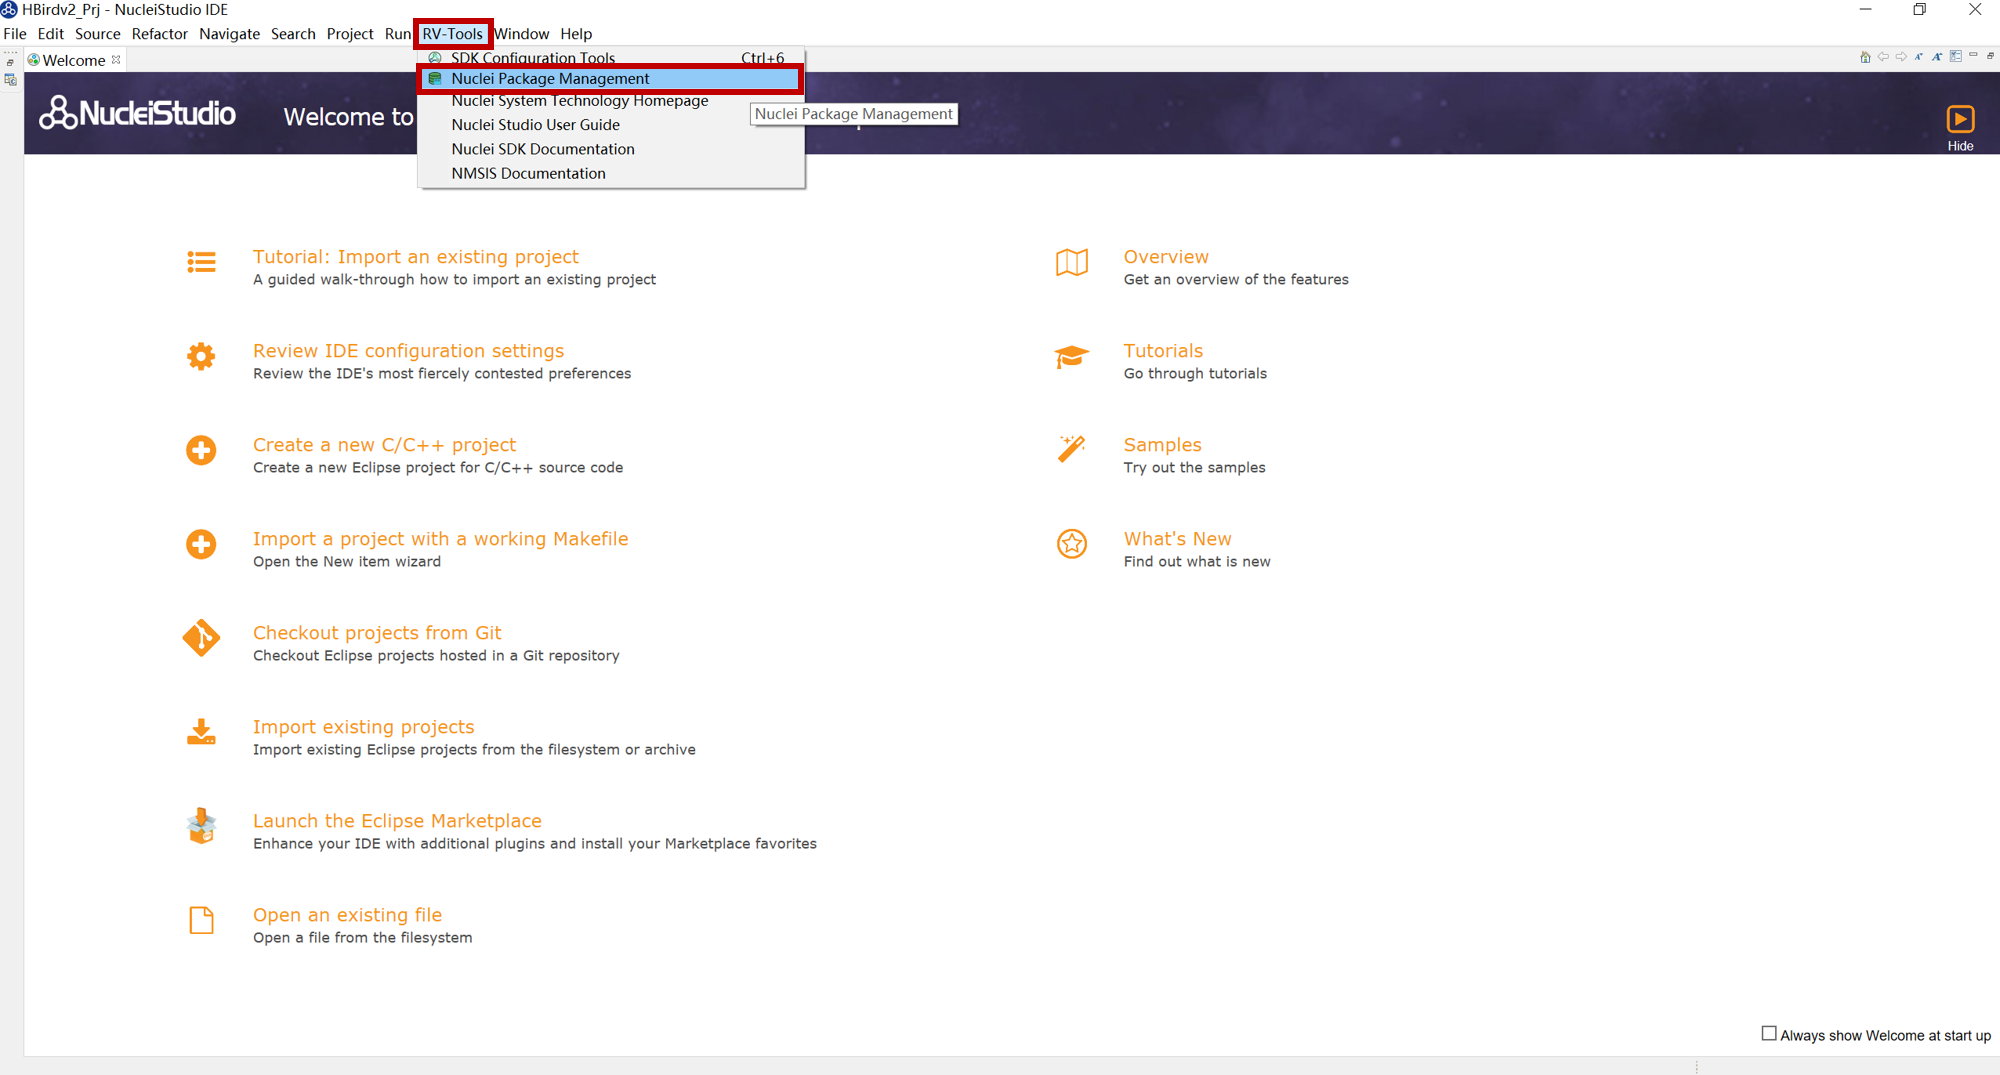 HBirdv2_Prj - NucleiStudio IDE
File Edit Source Refactor Navigate Search Project Run RV-Tools Window Help
Welcome
SDK Configuration Tools Ctrl+6
Nuclei Package Management
Nuclei System Technology Homepage
Nuclei Studio User Guide
Nuclei SDK Documentation
NMSIS Documentation
Nuclei Package Management
NucleiStudio
Welcome to
Hide
Tutorial: Import an existing project
A guided walk-through how to import an existing project
Review IDE configuration settings
Review the IDE's most fiercely contested preferences
Create a new C/C++ project
Create a new Eclipse project for C/C++ source code
Import a project with a working Makefile
Open the New item wizard
Checkout projects from Git
Checkout Eclipse projects hosted in a Git repository
Import existing projects
Import existing Eclipse projects from the filesystem or archive
Launch the Eclipse Marketplace
Enhance your IDE with additional plugins and install your Marketplace favorites
Open an existing file
Open a file from the filesystem
Overview
Get an overview of the features
Tutorials
Go through tutorials
Samples
Try out the samples
What's New
Find out what is new
Always show Welcome at start up